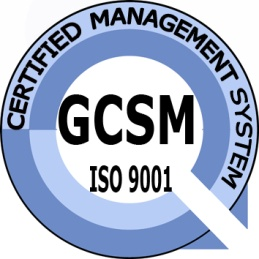 CERTIFIED MANAGEMENT SYSTEM
GCSM
ISO 9001